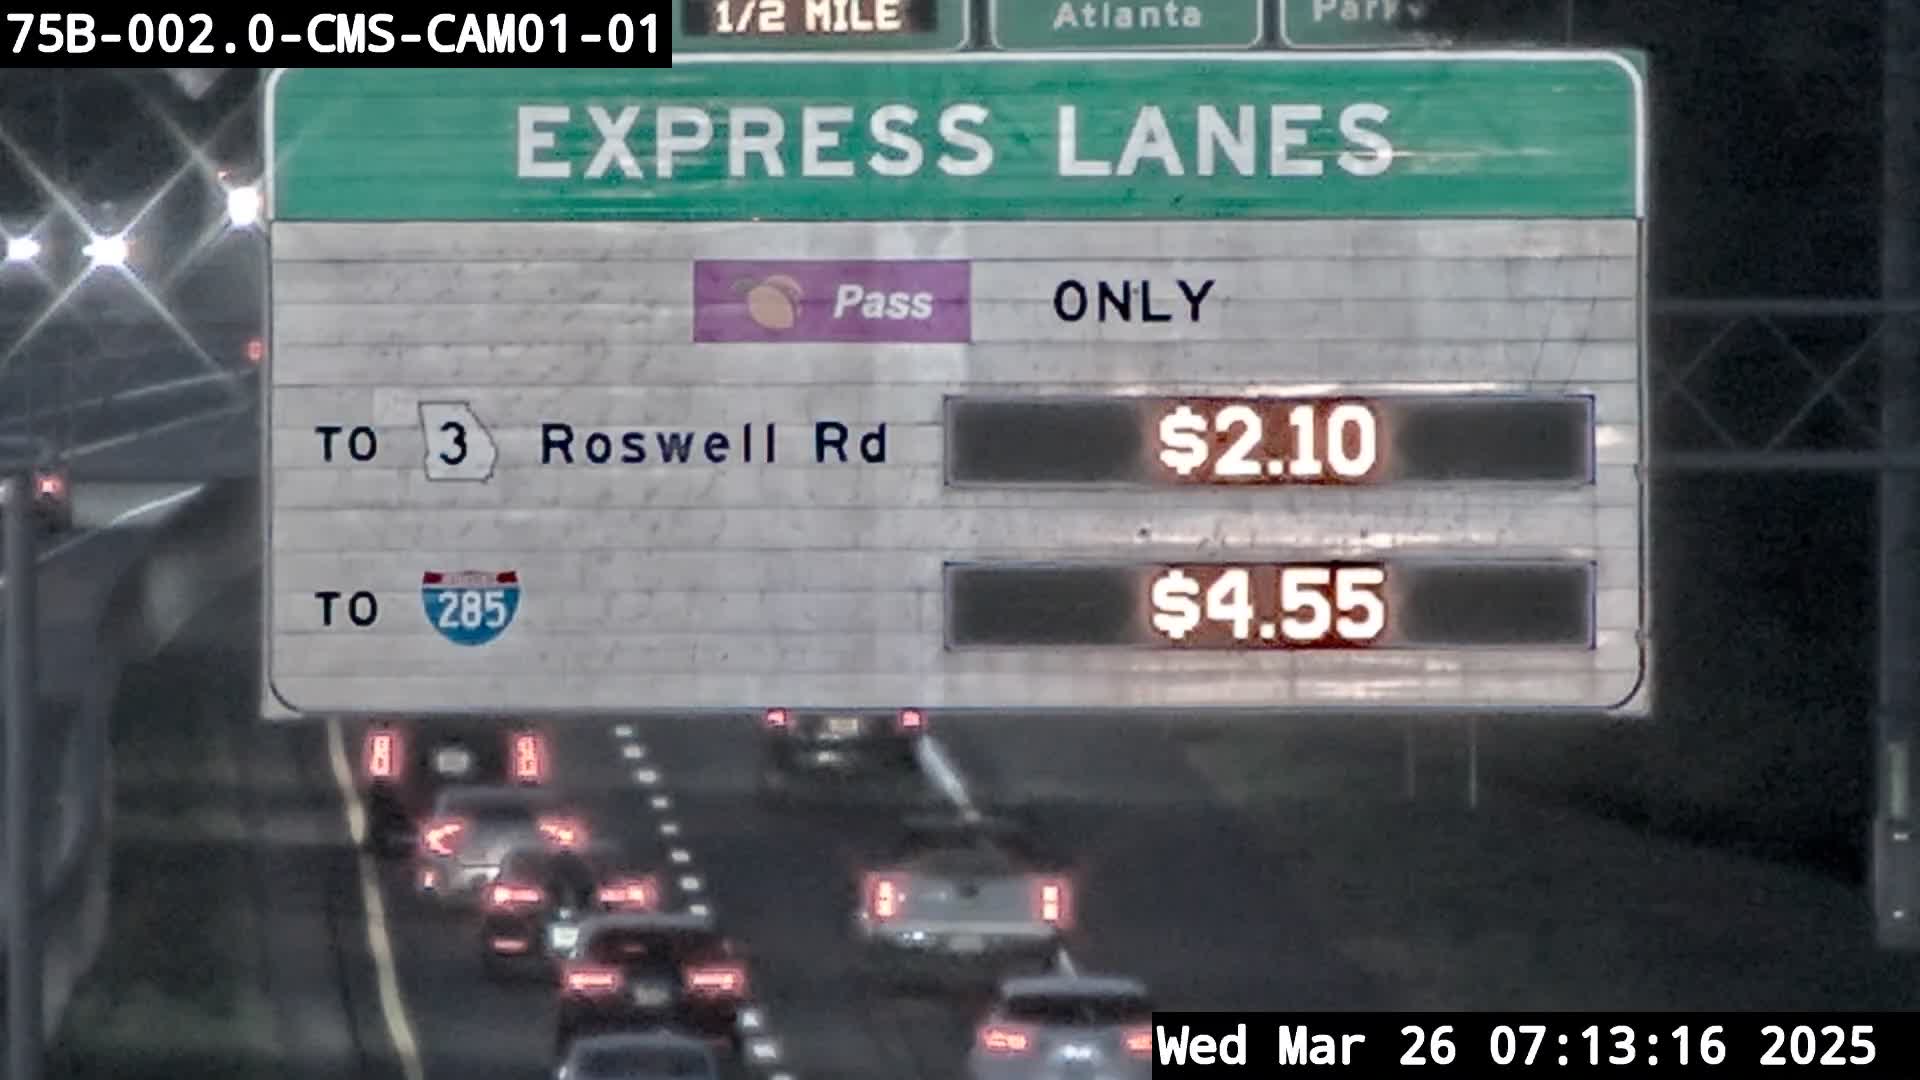 75B-002.0-CMS-CAM01-01
1/2 MILE
Atlanta
Park
EXPRESS LANES
Pass ONLY
TO 3 Roswell Rd $2.10
TO 285 $4.55
Wed Mar 26 07:13:16 2025